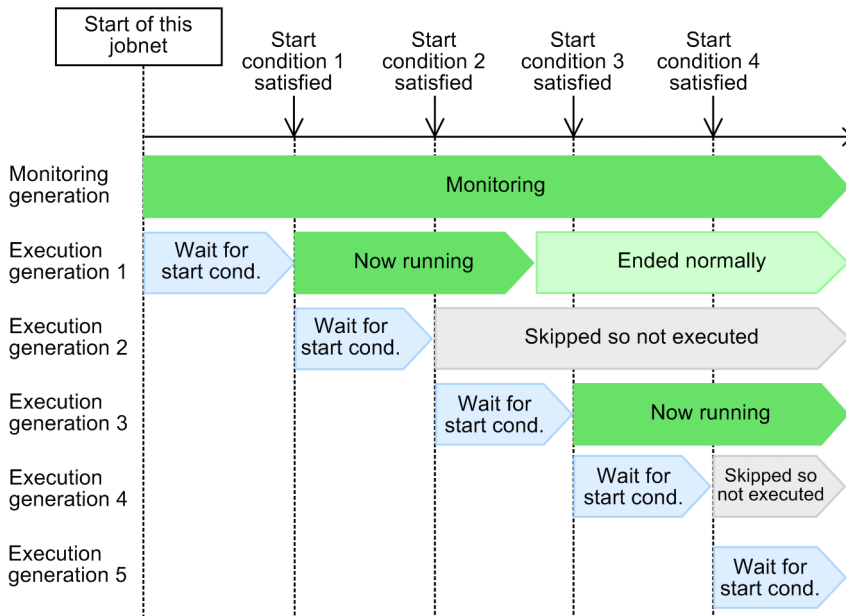 Start of this
jobnet
Start
condition 1
satisfied
Start
condition 2
satisfied
Start
condition 3
satisfied
Start
condition 4
satisfied
Monitoring
generation
Monitoring
Execution
generation 1
Wait for
start cond.
Now running
Ended normally
Execution
generation 2
Wait for
start cond.
Skipped so not executed
Execution
generation 3
Wait for
start cond.
Now running
Execution
generation 4
Wait for
start cond.
Skipped so
not executed
Execution
generation 5
Wait for
start cond.